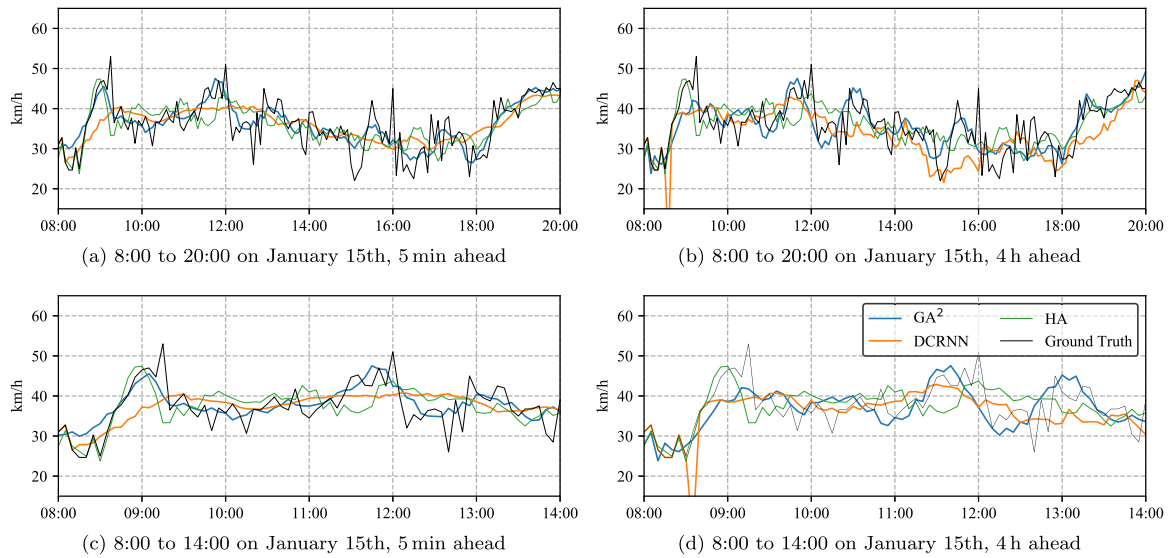 60
50
40
30
20
km/h
08:00 10:00 12:00 14:00 16:00 18:00 20:00
(a) 8:00 to 20:00 on January 15th, 5 min ahead
60
50
40
30
20
km/h
08:00 10:00 12:00 14:00 16:00 18:00 20:00
(b) 8:00 to 20:00 on January 15th, 4 h ahead
60
50
40
30
20
km/h
08:00 09:00 10:00 11:00 12:00 13:00 14:00
(c) 8:00 to 14:00 on January 15th, 5 min ahead
60
50
40
30
20
km/h
GA² HA
DCRNN Ground Truth
08:00 09:00 10:00 11:00 12:00 13:00 14:00
(d) 8:00 to 14:00 on January 15th, 4 h ahead